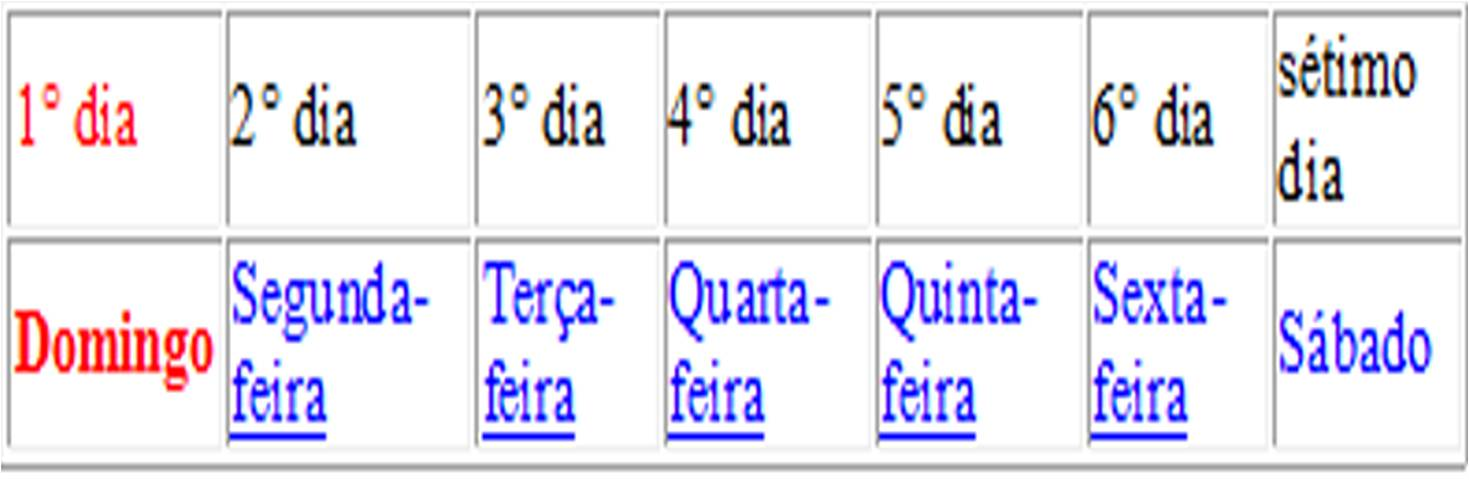 1° dia
2° dia
3° dia
4° dia
5° dia
6° dia
sétimo
dia
Domingo
Segunda-
feira
Terça-
feira
Quarta-
feira
Quinta-
feira
Sexta-
feira
Sábado